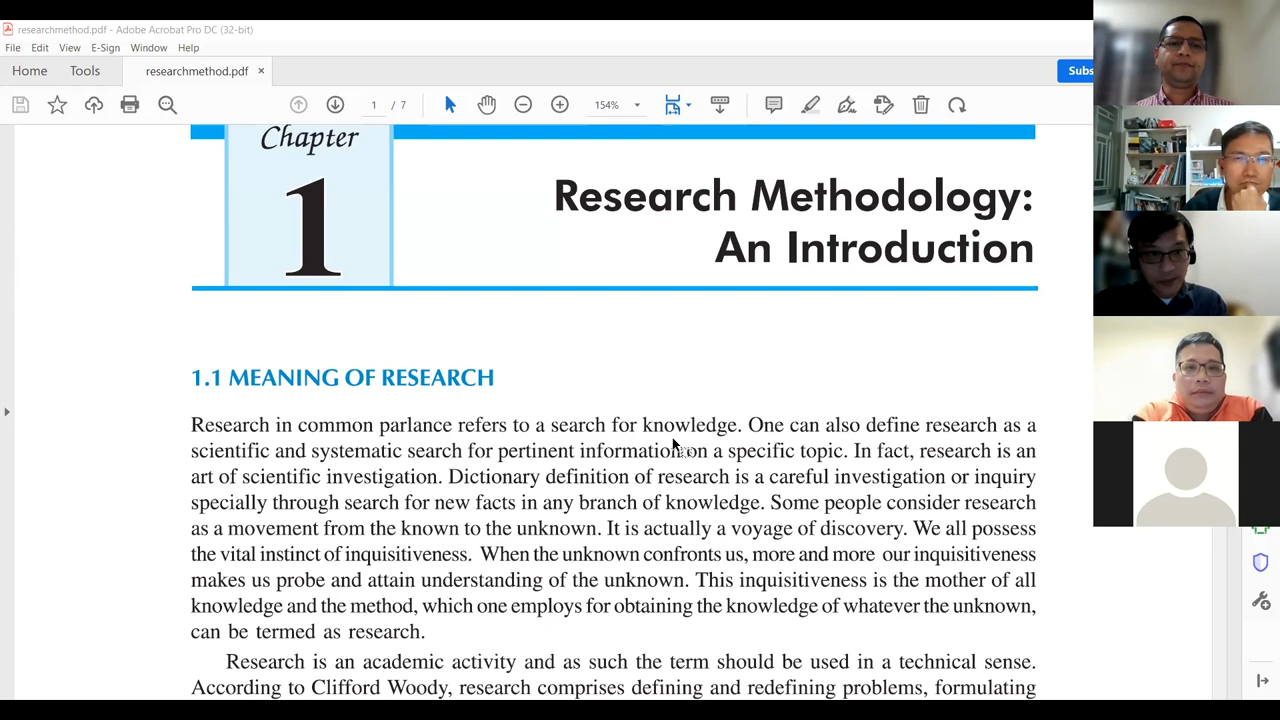 researchmethod.pdf - Adobe Acrobat Pro DC (32-bit)
File Edit View E-Sign Window Help
Home Tools researchmethod.pdf ×
Subs
1 / 7 154%
Chapter
1
Research Methodology:
An Introduction
1.1 MEANING OF RESEARCH
Research in common parlance refers to a search for knowledge. One can also define research as a
scientific and systematic search for pertinent information on a specific topic. In fact, research is an
art of scientific investigation. Dictionary definition of research is a careful investigation or inquiry
specially through search for new facts in any branch of knowledge. Some people consider research
as a movement from the known to the unknown. It is actually a voyage of discovery. We all possess
the vital instinct of inquisitiveness. When the unknown confronts us, more and more our inquisitiveness
makes us probe and attain understanding of the unknown. This inquisitiveness is the mother of all
knowledge and the method, which one employs for obtaining the knowledge of whatever the unknown,
can be termed as research.
Research is an academic activity and as such the term should be used in a technical sense.
According to Clifford Woody, research comprises defining and redefining problems, formulating